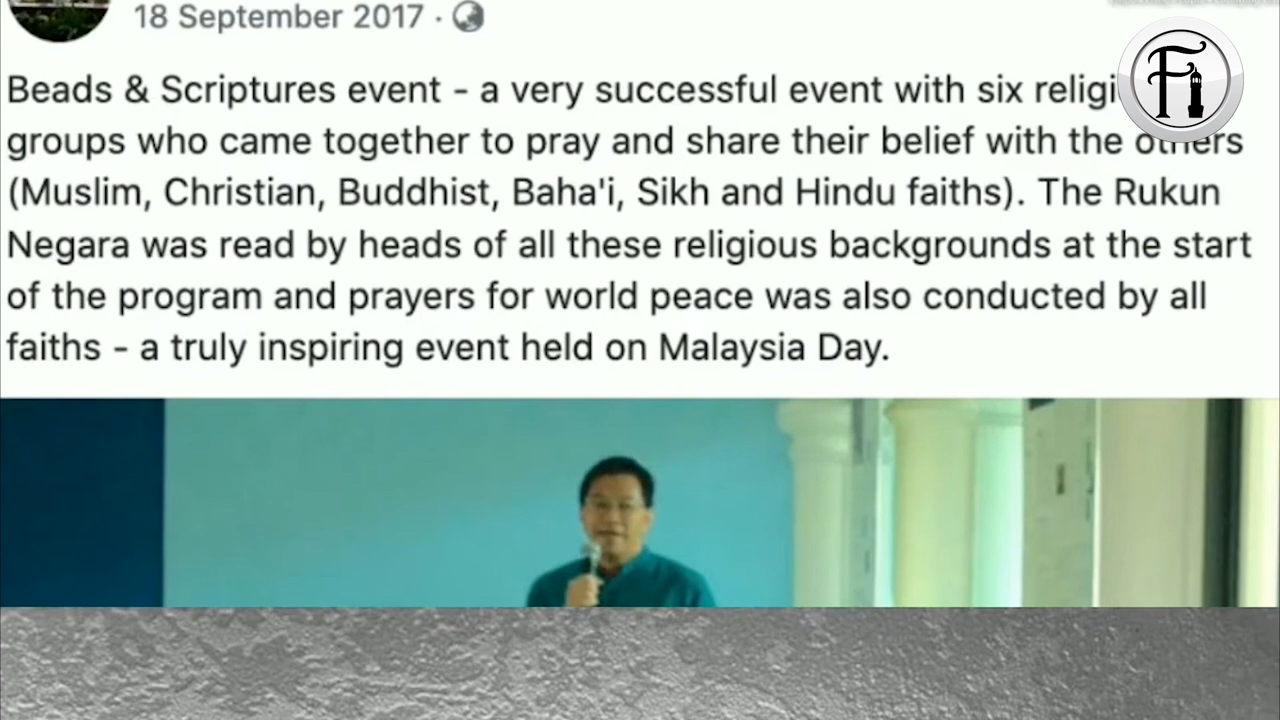 18 September 2017 ·
Beads & Scriptures event - a very successful event with six religi
groups who came together to pray and share their belief with the others
(Muslim, Christian, Buddhist, Baha'i, Sikh and Hindu faiths). The Rukun
Negara was read by heads of all these religious backgrounds at the start
of the program and prayers for world peace was also conducted by all
faiths - a truly inspiring event held on Malaysia Day.
Fi